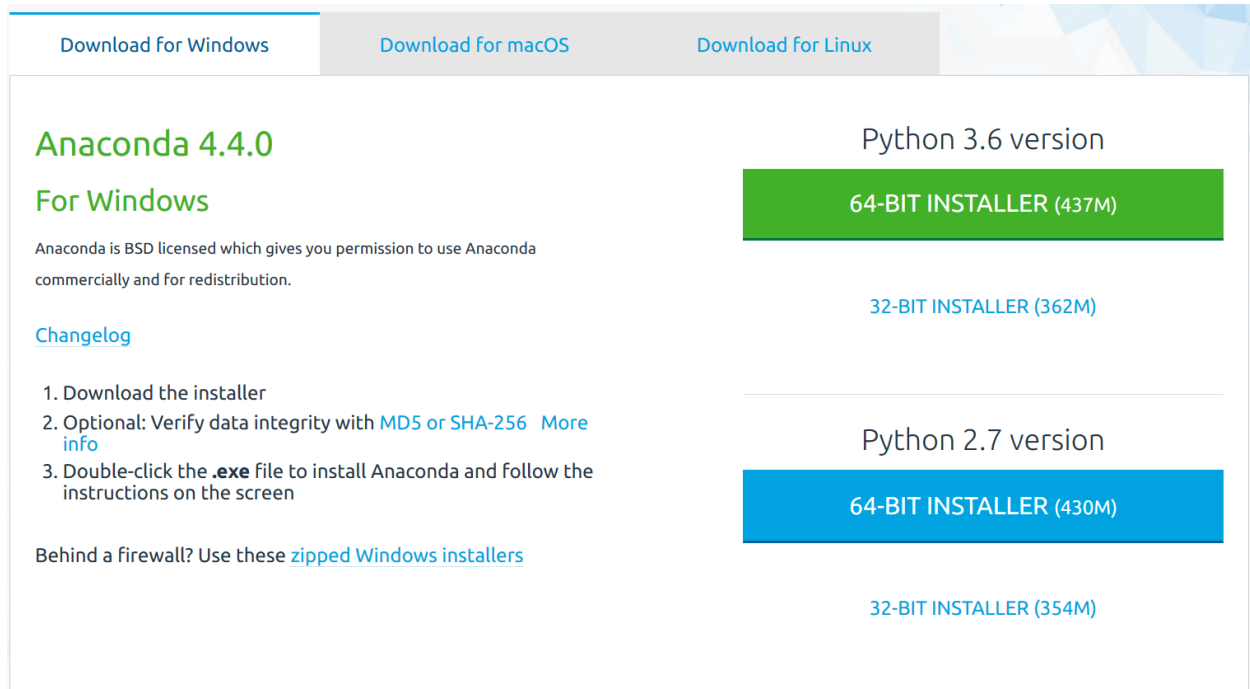 Download for Windows
Download for macOS
Download for Linux
Anaconda 4.4.0
For Windows
Anaconda is BSD licensed which gives you permission to use Anaconda
commercially and for redistribution.
Changelog
1. Download the installer
2. Optional: Verify data integrity with MD5 or SHA-256 More
info
3. Double-click the .exe file to install Anaconda and follow the
instructions on the screen
Behind a firewall? Use these zipped Windows installers
Python 3.6 version
64-BIT INSTALLER (437M)
32-BIT INSTALLER (362M)
Python 2.7 version
64-BIT INSTALLER (430M)
32-BIT INSTALLER (354M)